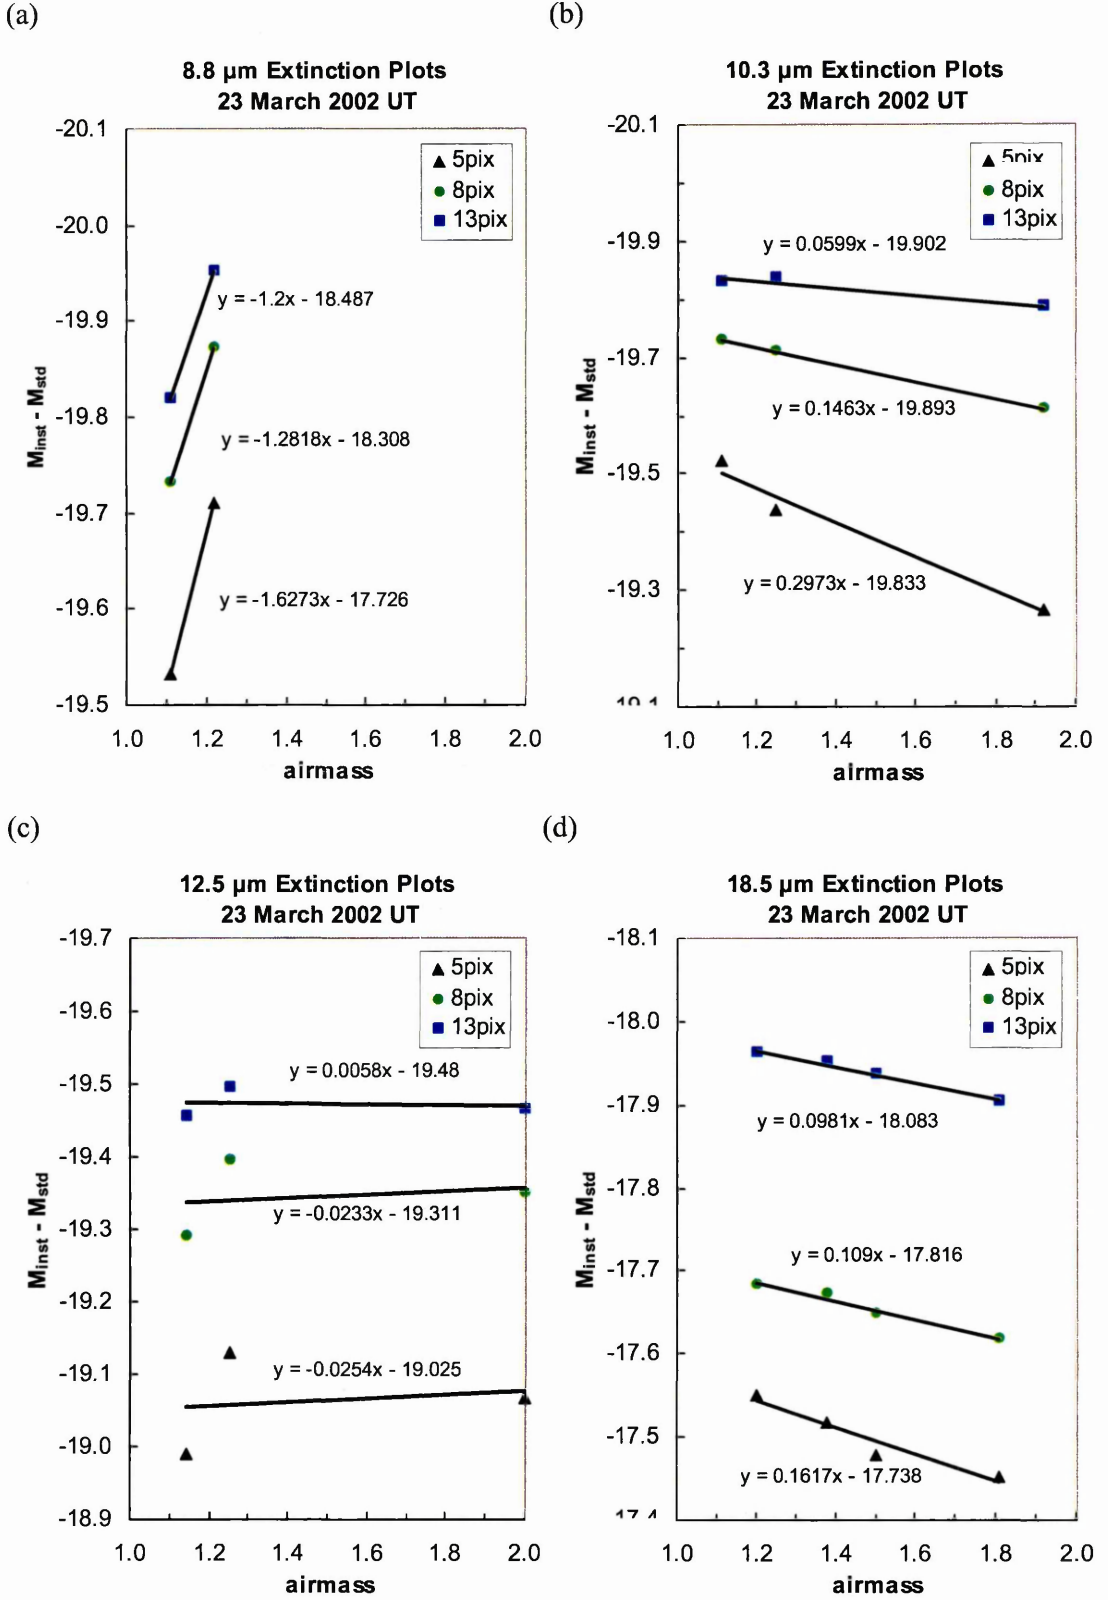 (a)
8.8 µm Extinction Plots
23 March 2002 UT
-20.1
-20.0
-19.9
-19.8
-19.7
-19.6
-19.5
Minst - Mstd
5pix
8pix
13pix
y = -1.2x - 18.487
y = -1.2818x - 18.308
y = -1.6273x - 17.726
1.0 1.2 1.4 1.6 1.8 2.0
airmass
(b)
10.3 µm Extinction Plots
23 March 2002 UT
-20.1
-19.9
-19.7
-19.5
-19.3
Minst - Mstd
5pix
8pix
13pix
y = 0.0599x - 19.902
y = 0.1463x - 19.893
y = 0.2973x - 19.833
1.0 1.2 1.4 1.6 1.8 2.0
airmass
(c)
12.5 µm Extinction Plots
23 March 2002 UT
-19.7
-19.6
-19.5
-19.4
-19.3
-19.2
-19.1
-19.0
-18.9
Minst - Mstd
5pix
8pix
13pix
y = 0.0058x - 19.48
y = -0.0233x - 19.311
y = -0.0254x - 19.025
1.0 1.2 1.4 1.6 1.8 2.0
airmass
(d)
18.5 µm Extinction Plots
23 March 2002 UT
-18.1
-18.0
-17.9
-17.8
-17.7
-17.6
-17.5
Minst - Mstd
5pix
8pix
13pix
y = 0.0981x - 18.083
y = 0.109x - 17.816
y = 0.1617x - 17.738
1.0 1.2 1.4 1.6 1.8 2.0
airmass